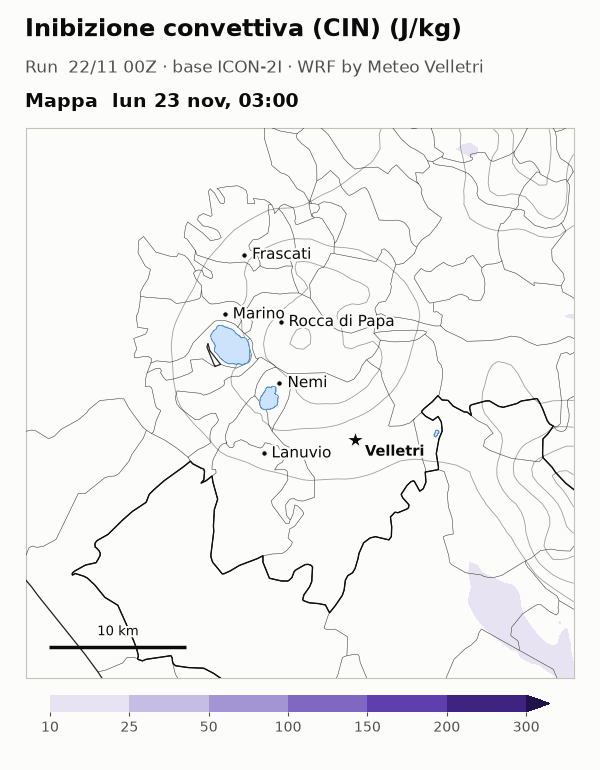 Inibizione convettiva (CIN) (J/kg)
Run 22/11 00Z · base ICON-2I · WRF by Meteo Velletri
Mappa lun 23 nov, 03:00
Frascati
Marino
Rocca di Papa
Nemi
Velletri
Lanuvio
10 km
10 25 50 100 150 200 300